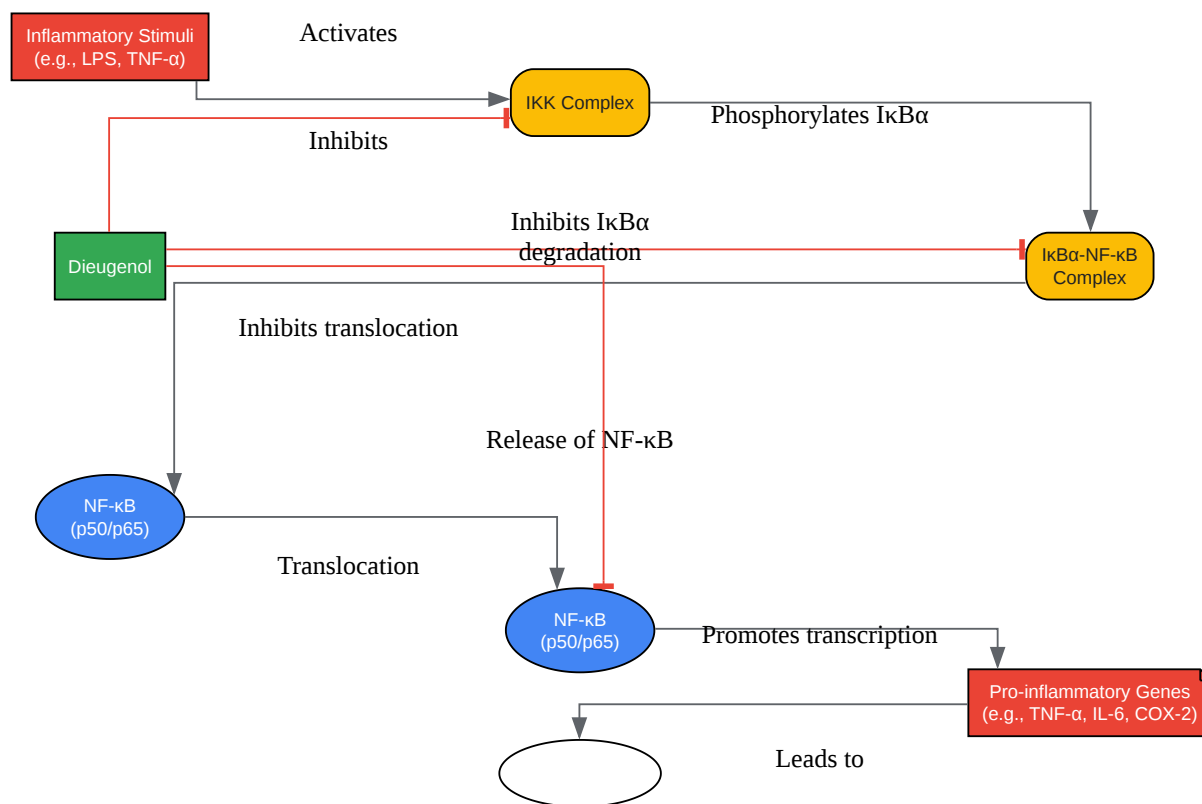 Inflammatory Stimuli
(e.g., LPS, TNF-α)
Activates
IKK Complex
Phosphorylates IκBα
Inhibits
Dieugenol
Inhibits IκBα
degradation
IκBα-NF-κB
Complex
Inhibits translocation
Release of NF-κB
NF-κB
(p50/p65)
Translocation
NF-κB
(p50/p65)
Promotes transcription
Pro-inflammatory Genes
(e.g., TNF-α, IL-6, COX-2)
Leads to